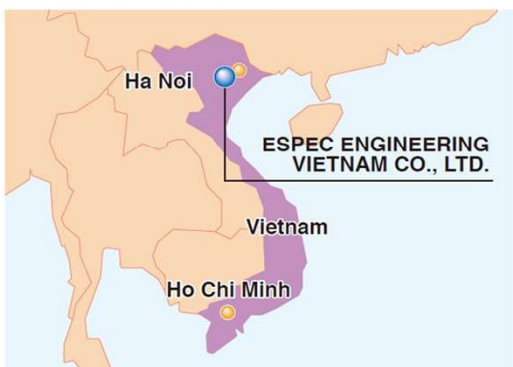 Ha Noi
ESPEC ENGINEERING
VIETNAM CO., LTD.
Vietnam
Ho Chi Minh